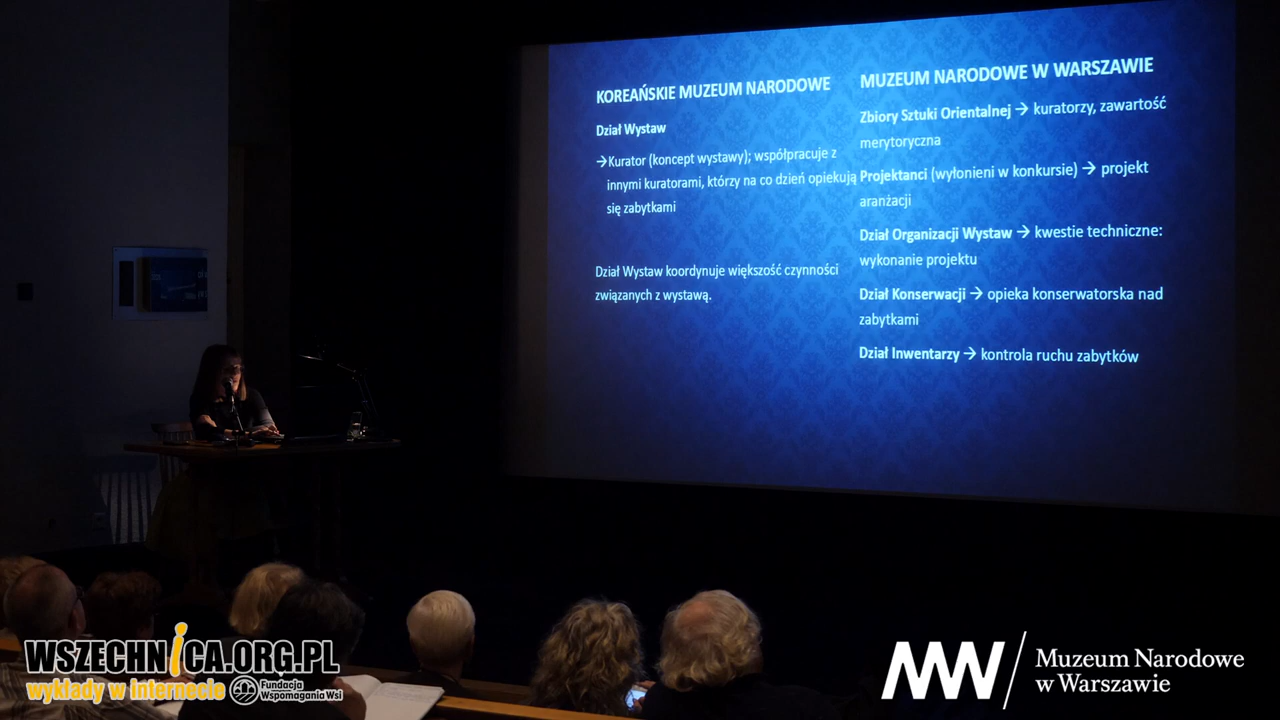 KOREAŃSKIE MUZEUM NARODOWE
Dział Wystaw
→Kurator (koncept wystawy); współpracuje z
innymi kuratorami, którzy na co dzień opiekują
się zabytkami
Dział Wystaw koordynuje większość czynności
związanych z wystawą.
MUZEUM NARODOWE W WARSZAWIE
Zbiory Sztuki Orientalnej → kuratorzy, zawartość
merytoryczna
Projektanci (wyłonieni w konkursie) → projekt
aranżacji
Dział Organizacji Wystaw → kwestie techniczne:
wykonanie projektu
Dział Konserwacji → opieka konserwatorska nad
zabytkami
Dział Inwentarzy → kontrola ruchu zabytków
WSZECHNICA.ORG.PL
wykłady w Internecie
Fundacja
Wspomagania Wsi
Muzeum Narodowe
w Warszawie